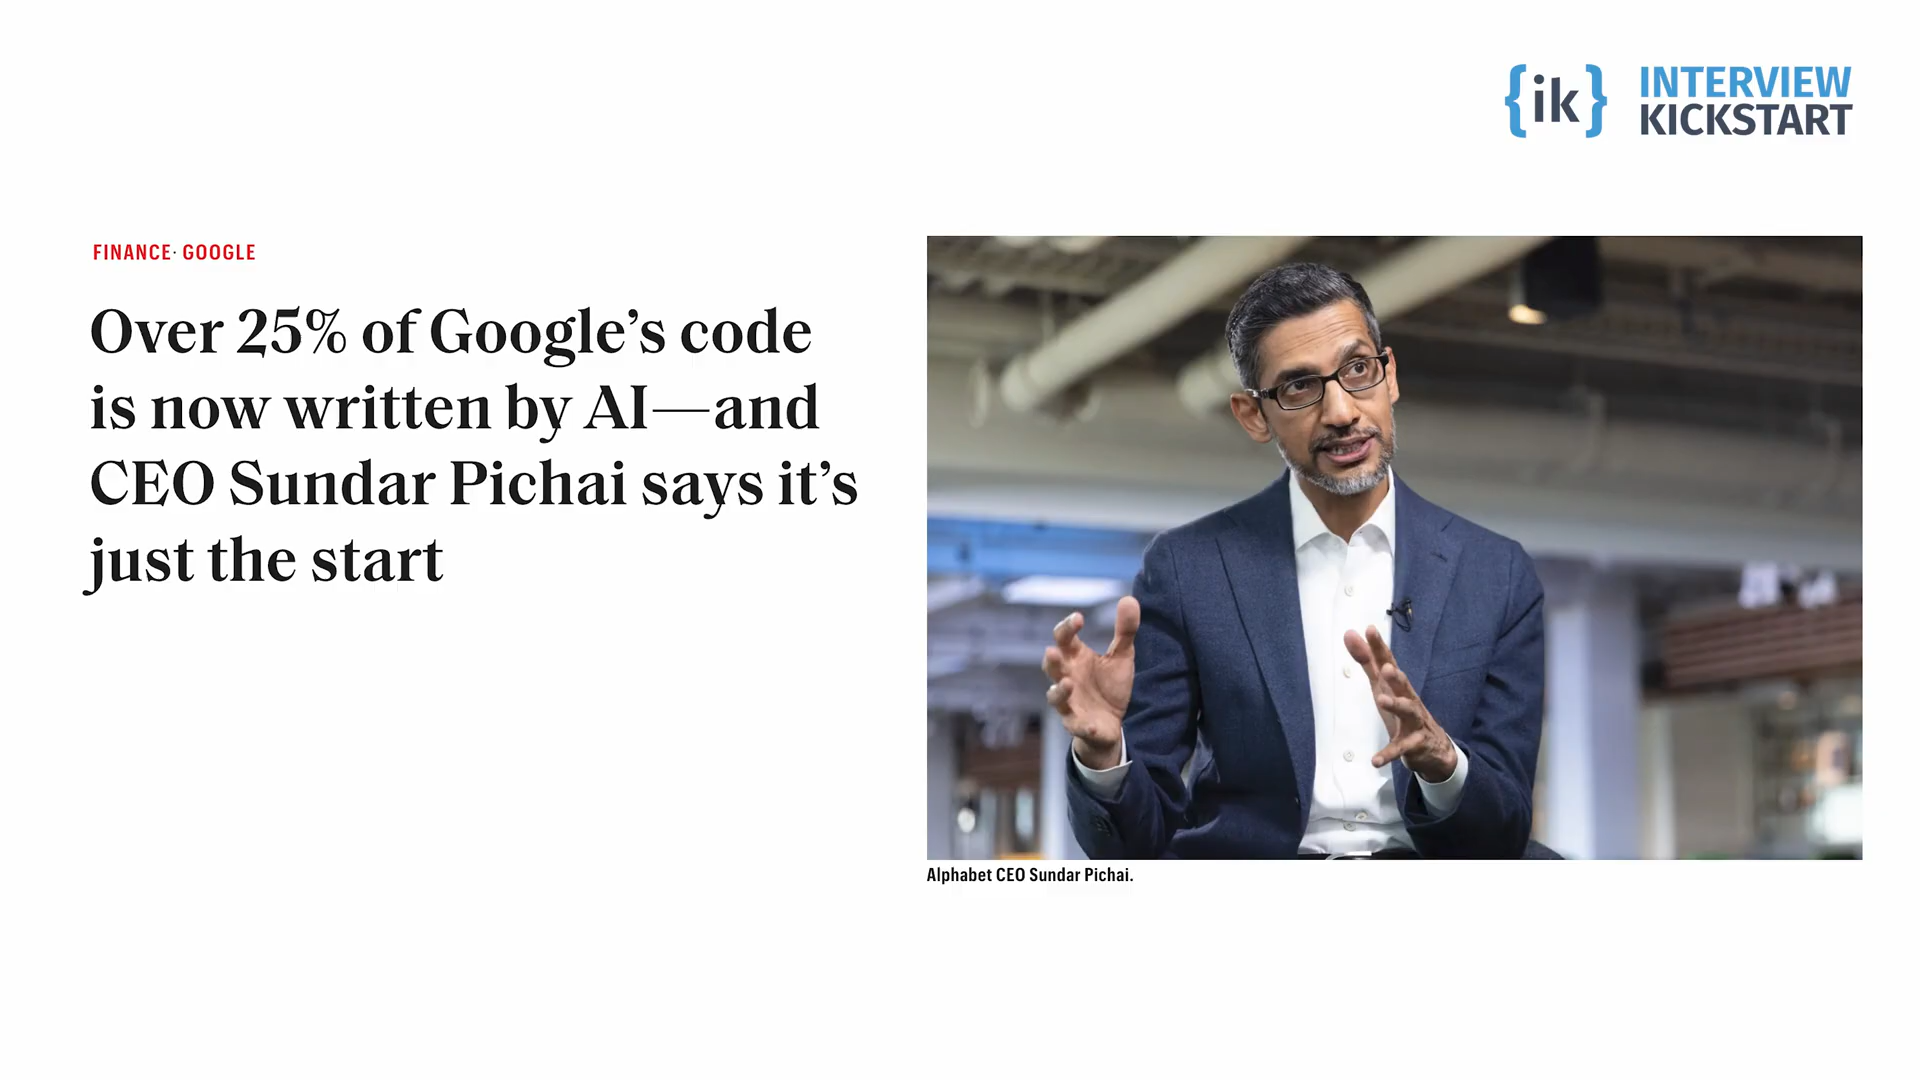 {ik} INTERVIEW
KICKSTART
FINANCE· GOOGLE
Over 25% of Google’s code
is now written by AI—and
CEO Sundar Pichai says it’s
just the start
Alphabet CEO Sundar Pichai.